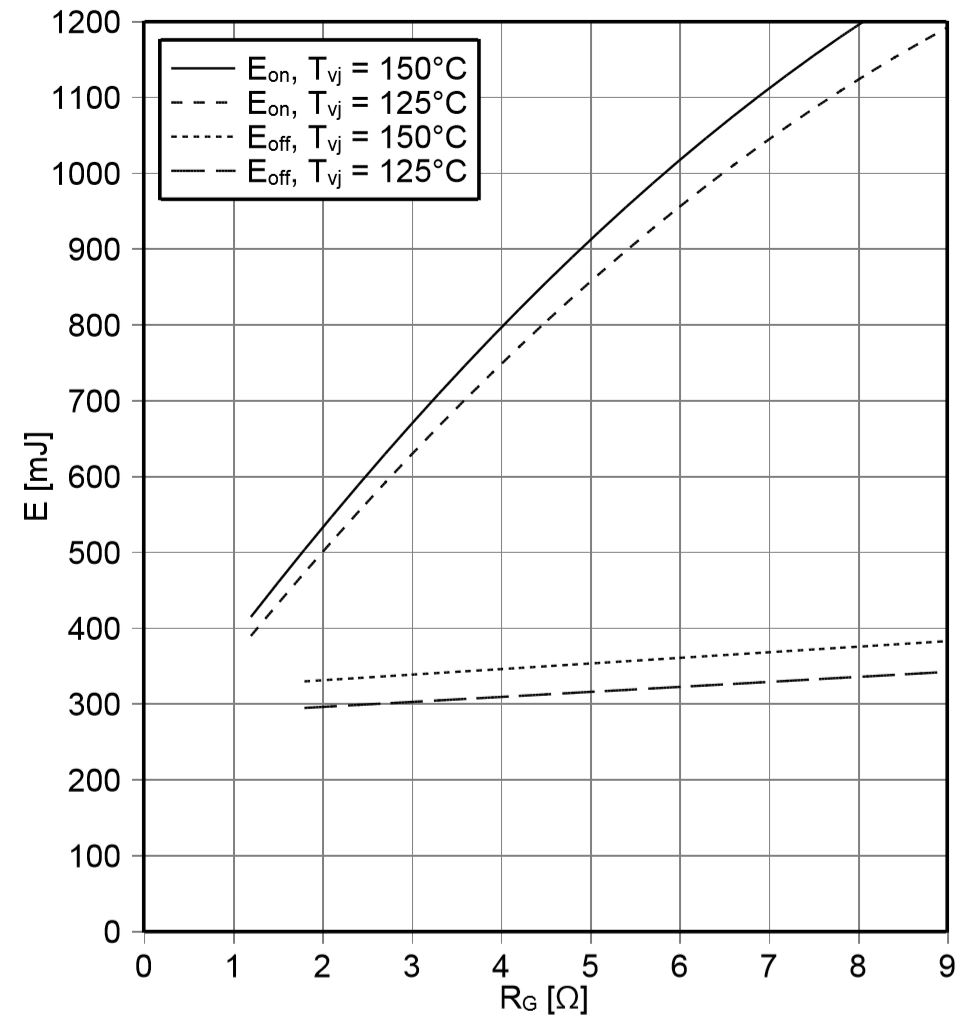 1200
1100
1000
900
800
700
600
500
400
300
200
100
0
E [mJ]
Eon, Tvj = 150°C
Eon, Tvj = 125°C
Eoff, Tvj = 150°C
Eoff, Tvj = 125°C
0 1 2 3 4 5 6 7 8 9
RG [Ω]